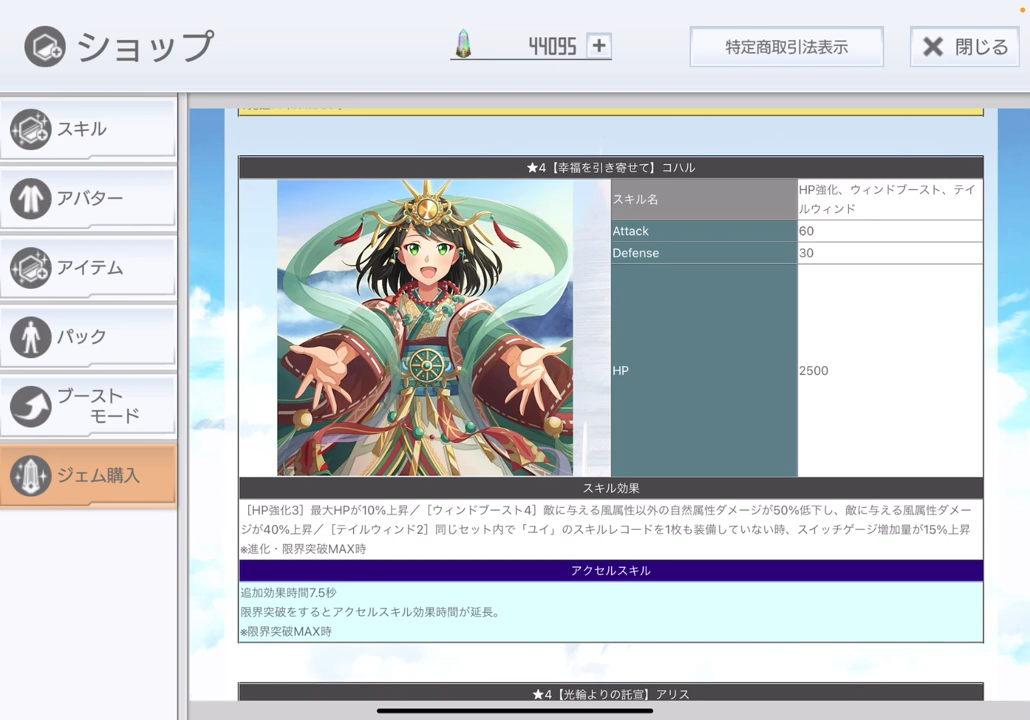 ショップ
44095
特定商取引法表示
閉じる
スキル
アバター
アイテム
パック
ブースト
モード
ジェム購入
★4【幸福を引き寄せて】コハル
スキル名
HP強化、ウィンドブースト、テイ
ルウィンド
Attack
60
Defense
30
HP
2500
スキル効果
［HP強化3］最大HPが10%上昇／［ウィンドブースト4］敵に与える風属性以外の自然属性ダメージが50%低下し、敵に与える風属性ダメー
ジが40%上昇／［テイルウィンド2］同じセット内で「ユイ」のスキルレコードを1枚も装備していない時、スイッチゲージ増加量が15%上昇
※進化・限界突破MAX時
アクセルスキル
追加効果時間7.5秒
限界突破をするとアクセルスキル効果時間が延長。
※限界突破MAX時
★4【光輪よりの託宣】アリス